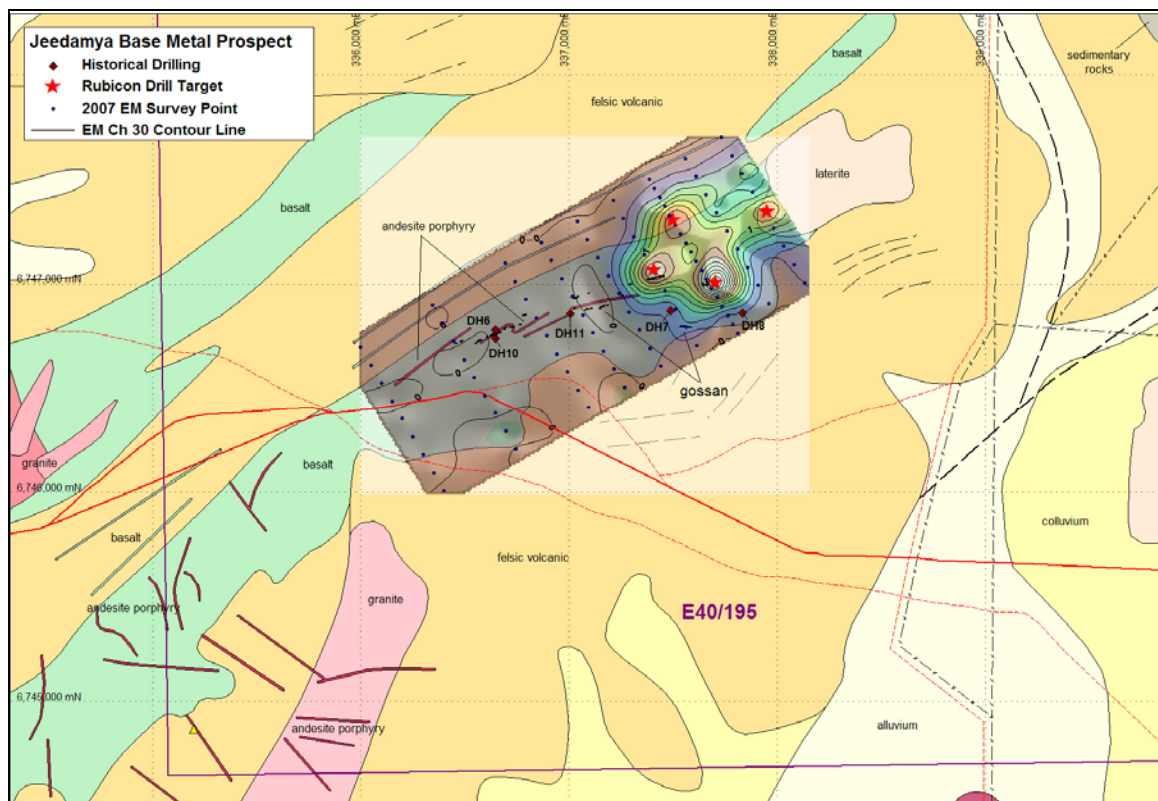 Jeedamya Base Metal Prospect
Historical Drilling
Rubicon Drill Target
2007 EM Survey Point
EM Ch 30 Contour Line
336,000 mE
337,000 mE
338,000 mE
339,000 mE
basalt
sedimentary
rocks
felsic volcanic
laterite
basalt
andesite porphyry
6,747,000 mN
DH6
DH10
DH11
DH7
DH8
gossan
granite
basalt
6,746,000 mN
colluvium
basalt
felsic volcanic
granite
andesite porphyry
E40/195
6,745,000 mN
andesite porphyry
alluvium